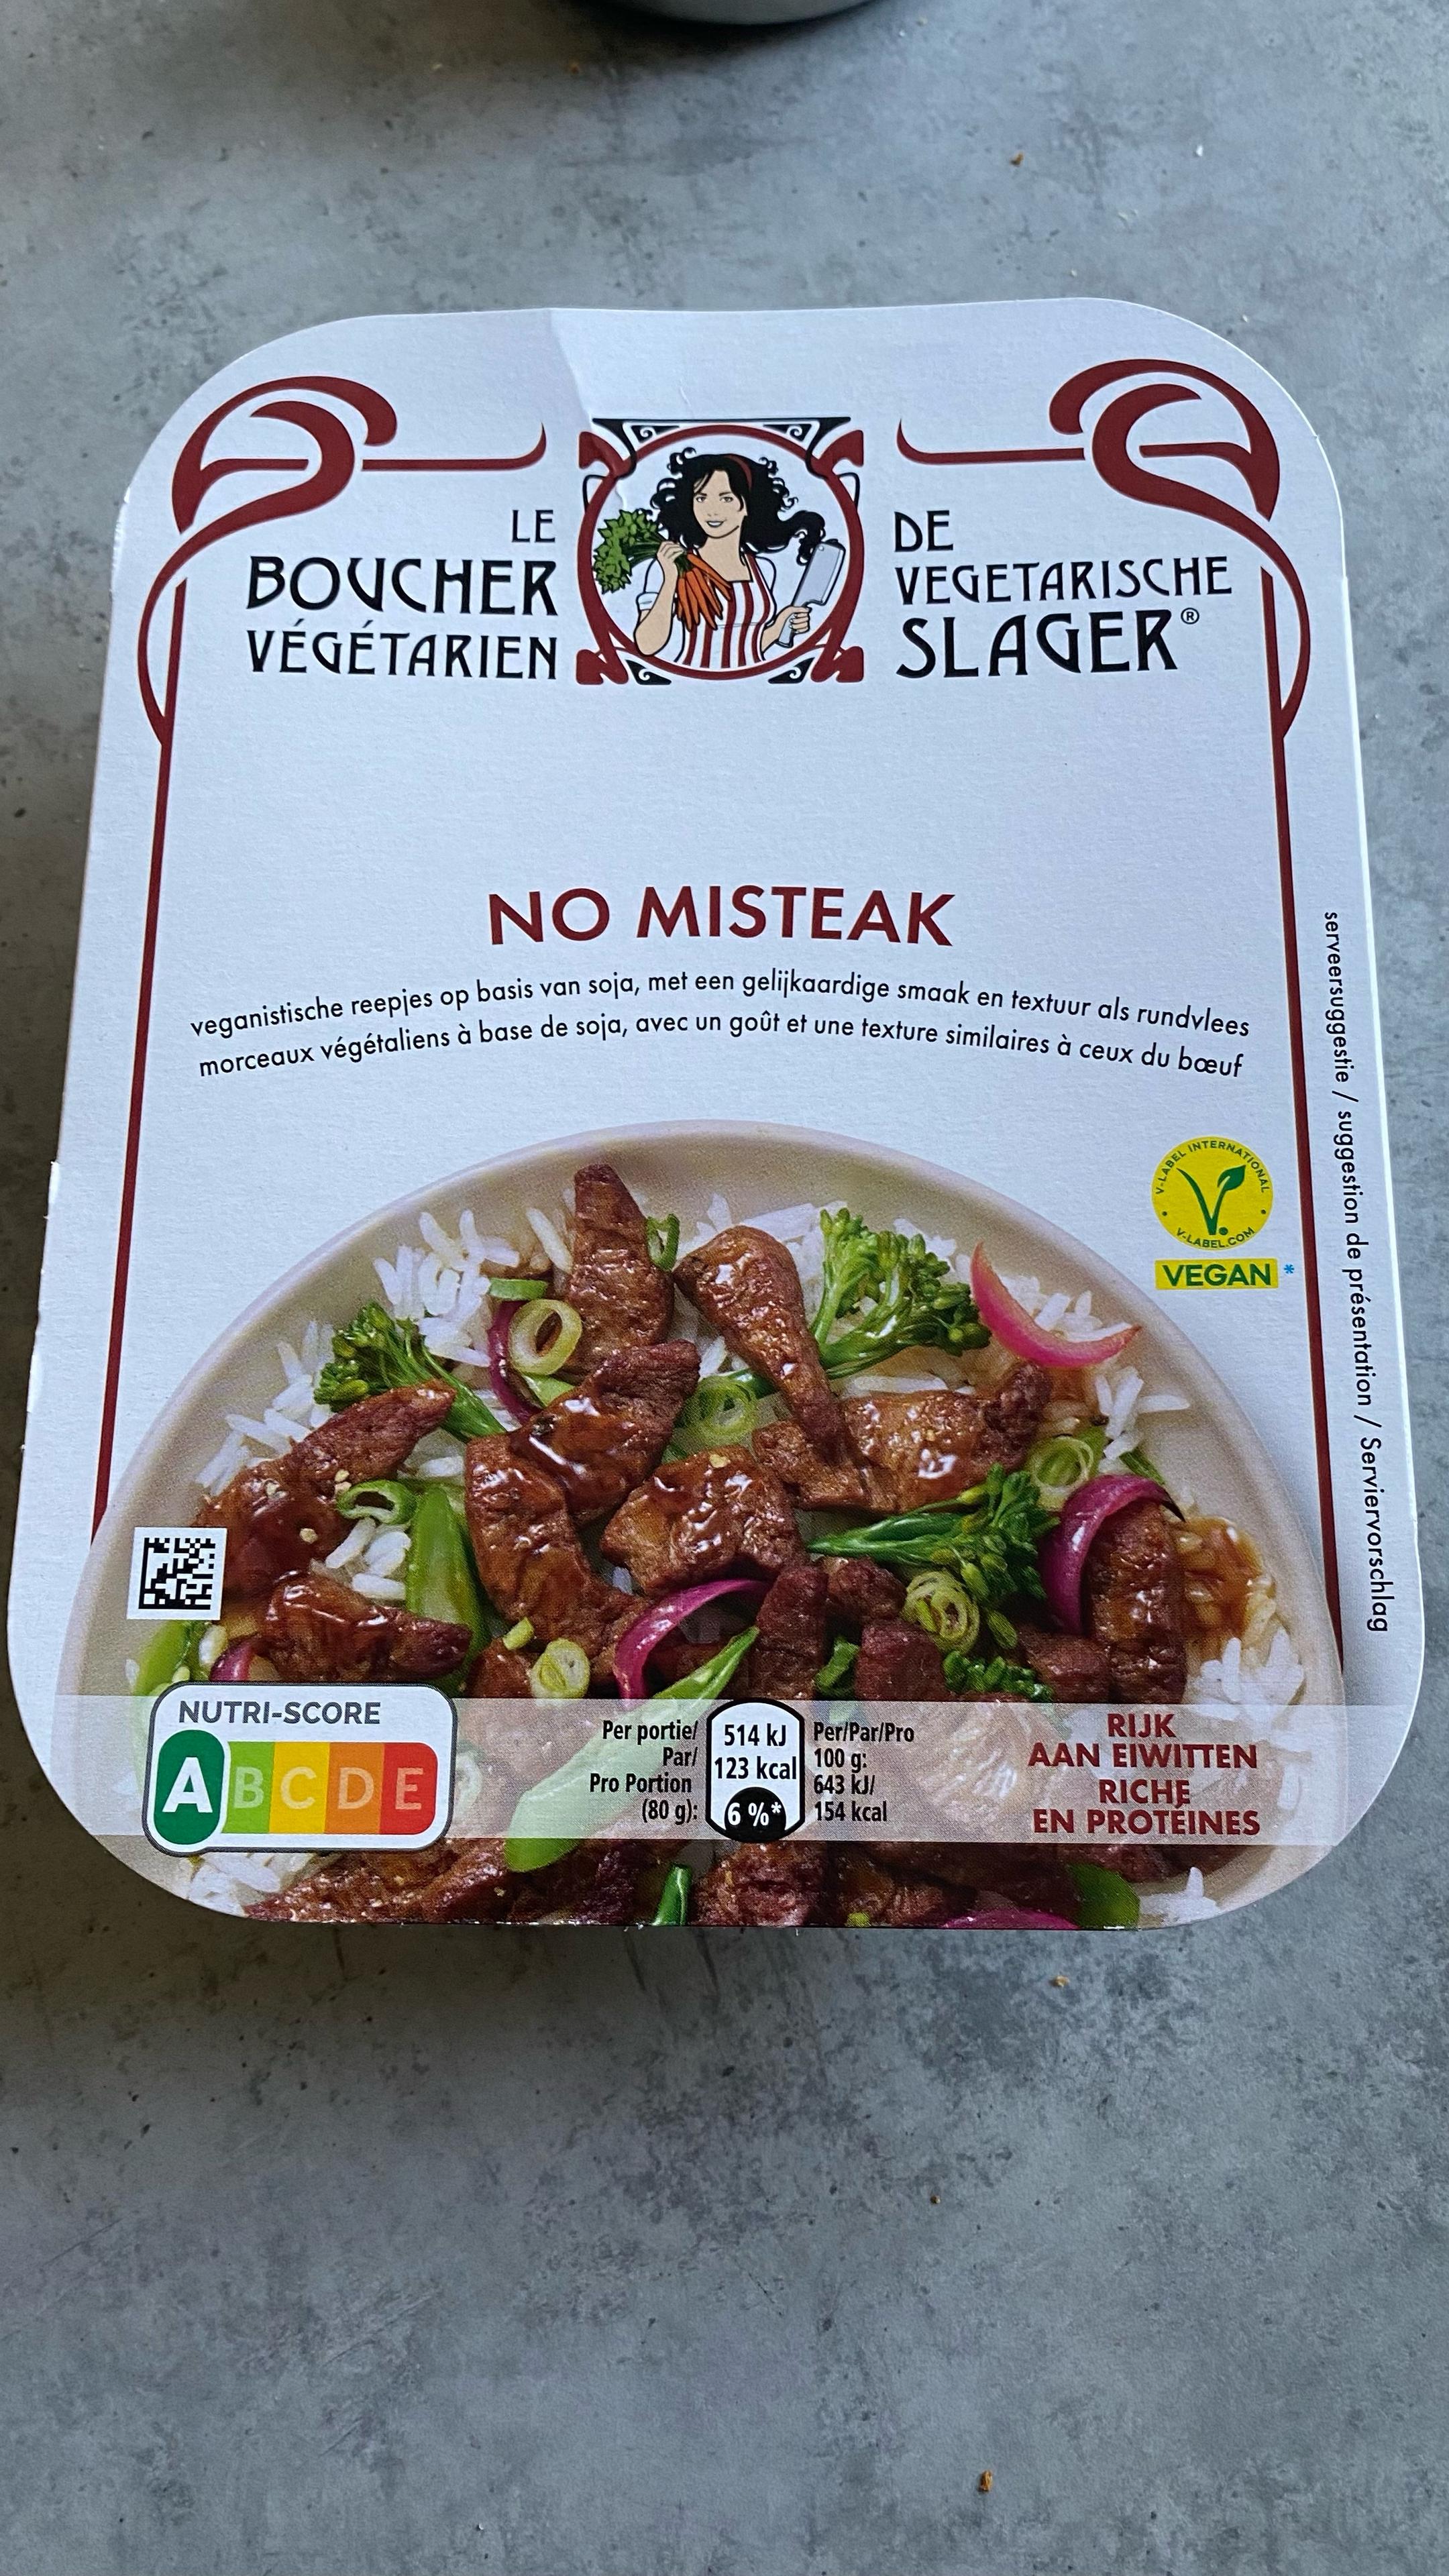 LE
BOUCHER
VÉGÉTARIEN
DE
VEGETARISCHE
SLAGER®
NO MISTEAK
veganistische reepjes op basis van soja, met een gelijkaardige smaak en textuur als rundvlees
morceaux végétaliens à base de soja, avec un goût et une texture similaires à ceux du bœuf
V-LABEL INTERNATIONAL
V-LABEL.COM
VEGAN *
serveersuggestie / suggestion de présentation / Serviervorschlag
NUTRI-SCORE
A B C D E
Per portie/
Par/
Pro Portion
(80 g):
514 kJ
123 kcal
6 %*
Per/Par/Pro
100 g:
643 kJ/
154 kcal
RIJK
AAN EIWITTEN
RICHE
EN PROTÉINES